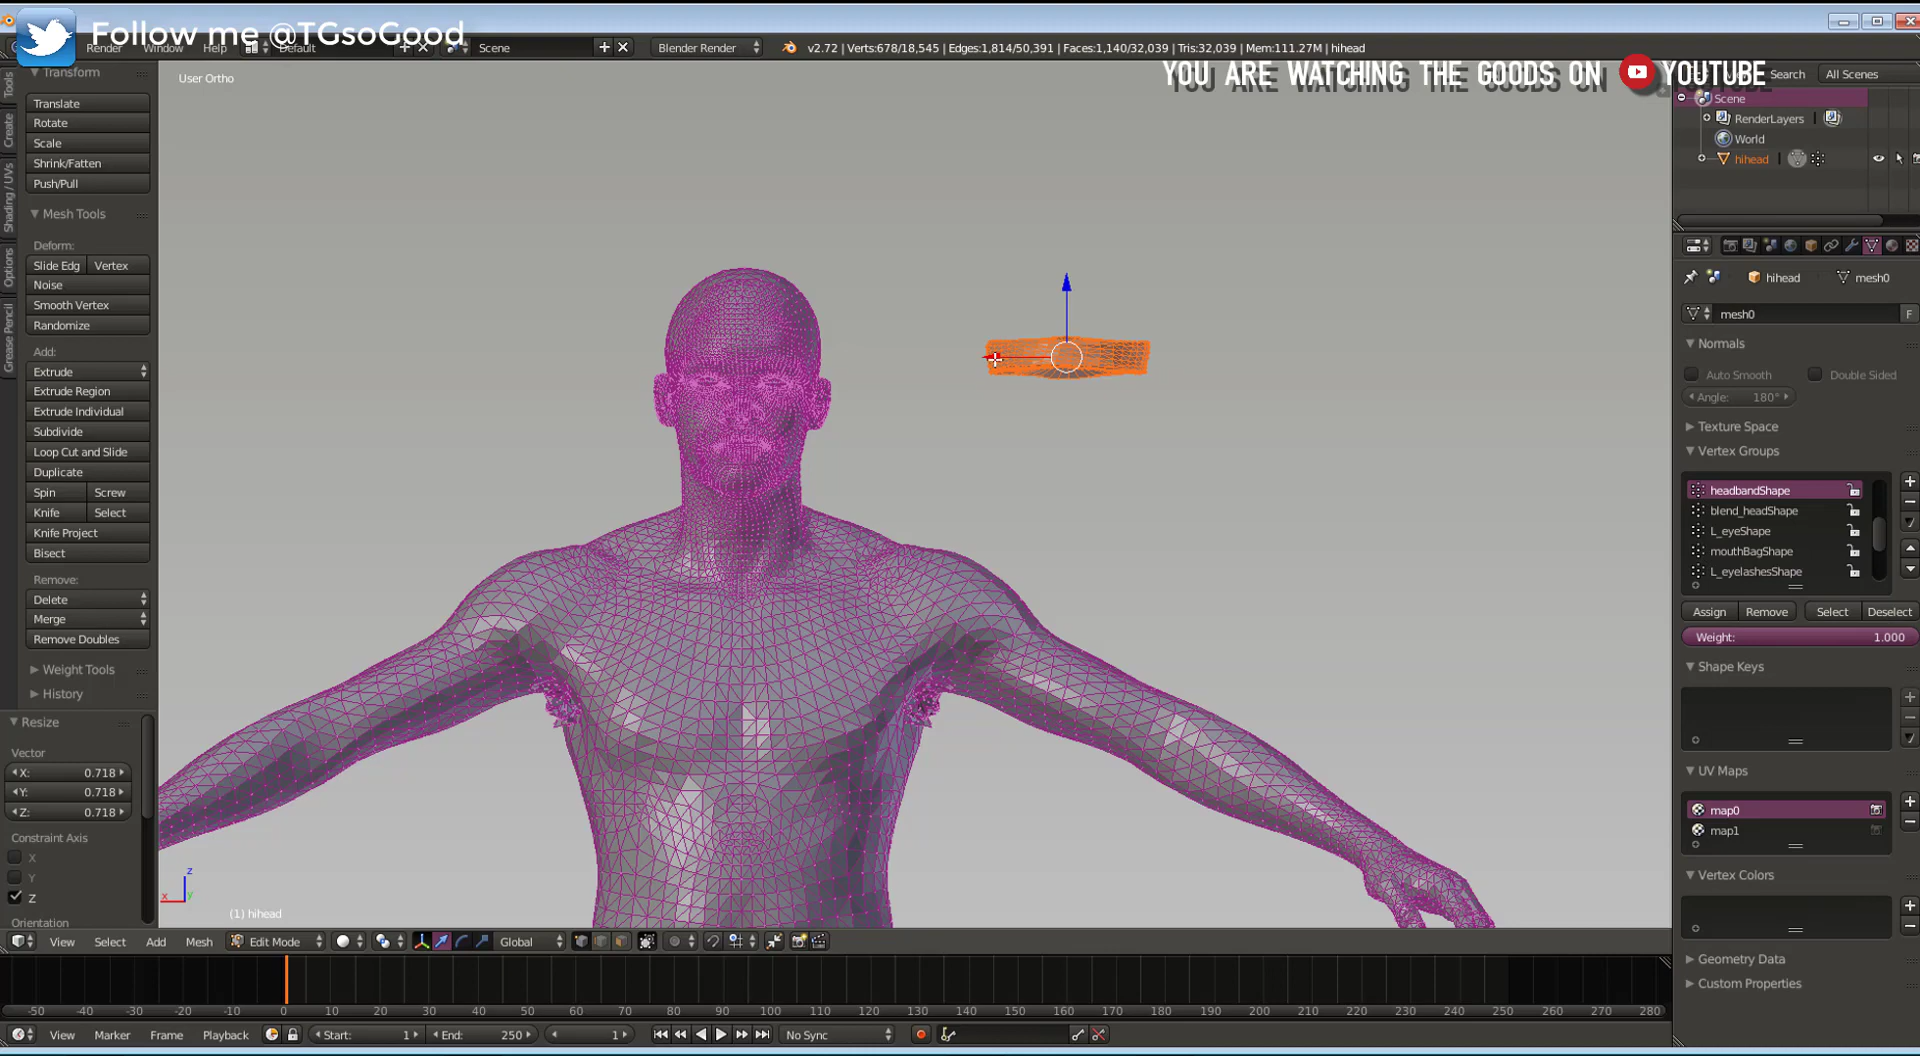 Follow me @TGsoGood
Render
Window
Help
Default
Scene
Blender Render
v2.72 | Verts:678/18,545 | Edges:1,814/50,391 | Faces:1,140/32,039 | Tris:32,039 | Mem:111.27M | hihead
YOU ARE WATCHING THE GOODS ON YOUTUBE
Search
All Scenes
User Ortho
Tools
Create
Shading / UVs
Options
Grease Pencil
Transform
Translate
Rotate
Scale
Shrink/Fatten
Push/Pull
Mesh Tools
Deform:
Slide Edg
Vertex
Noise
Smooth Vertex
Randomize
Add:
Extrude
Extrude Region
Extrude Individual
Subdivide
Loop Cut and Slide
Duplicate
Spin
Screw
Knife
Select
Knife Project
Bisect
Remove:
Delete
Merge
Remove Doubles
Weight Tools
History
Resize
Vector
X: 0.718
Y: 0.718
Z: 0.718
Constraint Axis
X
Y
Z
Orientation
z
x
y
(1) hihead
Scene
RenderLayers
World
hihead
hihead
mesh0
mesh0
F
Normals
Auto Smooth
Double Sided
Angle: 180°
Texture Space
Vertex Groups
headbandShape
blend_headShape
L_eyeShape
mouthBagShape
L_eyelashesShape
Assign
Remove
Select
Deselect
Weight: 1.000
Shape Keys
UV Maps
map0
map1
Vertex Colors
Geometry Data
Custom Properties
View
Select
Add
Mesh
Edit Mode
Global
-50 -40 -30 -20 -10 0 10 20 30 40 50 60 70 80 90 100 110 120 130 140 150 160 170 180 190 200 210 220 230 240 250 260 270 280
View
Marker
Frame
Playback
Start: 1
End: 250
1
No Sync